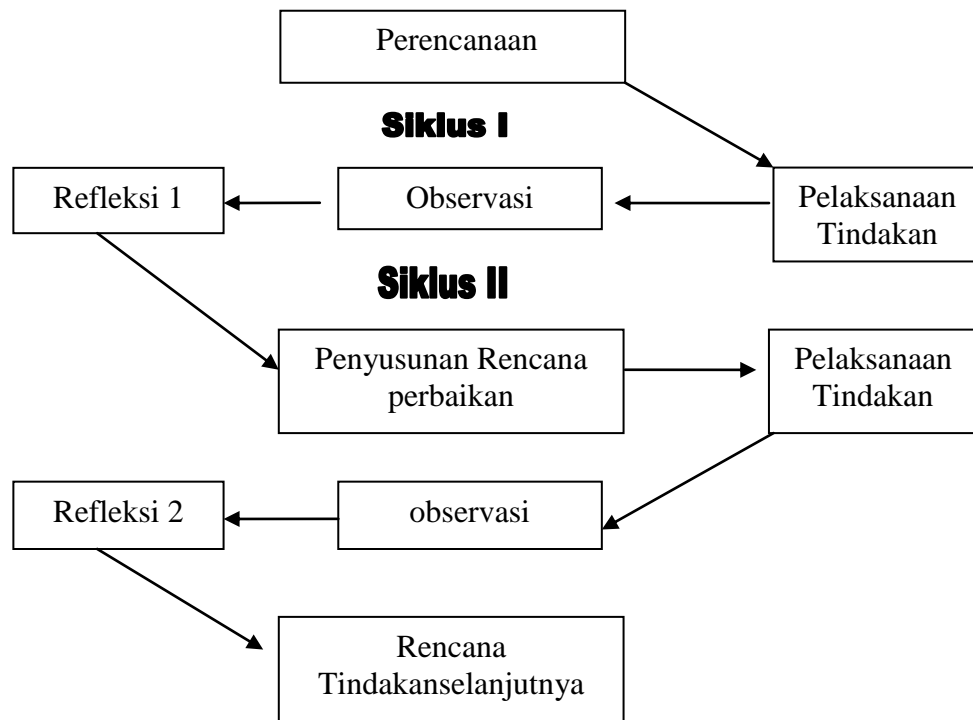 Perencanaan
Siklus I
Refleksi 1
Observasi
Pelaksanaan
Tindakan
Siklus II
Penyusunan Rencana
perbaikan
Pelaksanaan
Tindakan
Refleksi 2
observasi
Rencana
Tindakanselanjutnya